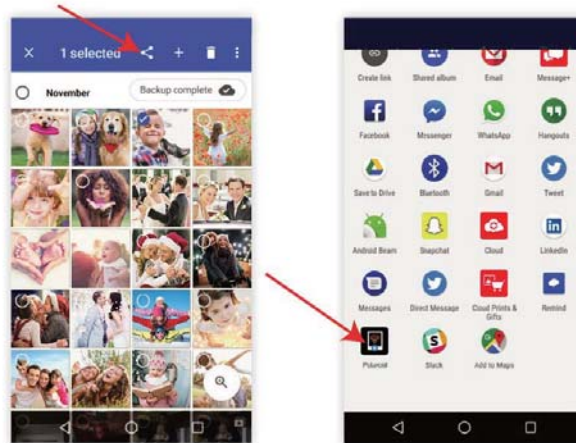 1 selected
November
Backup complete
Create link Shared album Email Message+
Facebook Messenger WhatsApp Hangouts
Save to Drive Bluetooth Gmail Tweet
Android Beam Snapchat Cloud LinkedIn
Messages Direct Message Cloud Prints & Gifts Remind
Polaroid Slack Add to Maps